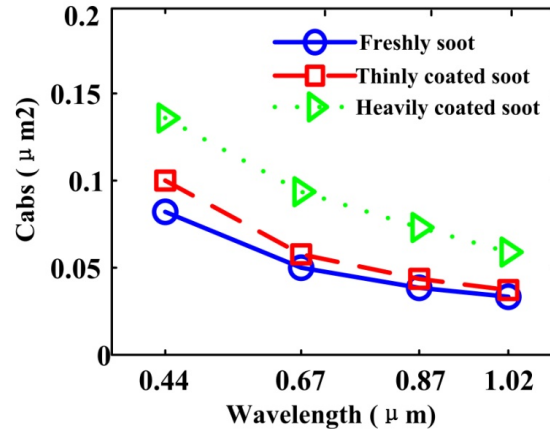 0.2
0.15
0.1
0.05
0
Cabs ( μ m2)
Freshly soot
Thinly coated soot
Heavily coated soot
0.44 0.67 0.87 1.02
Wavelength ( μ m)